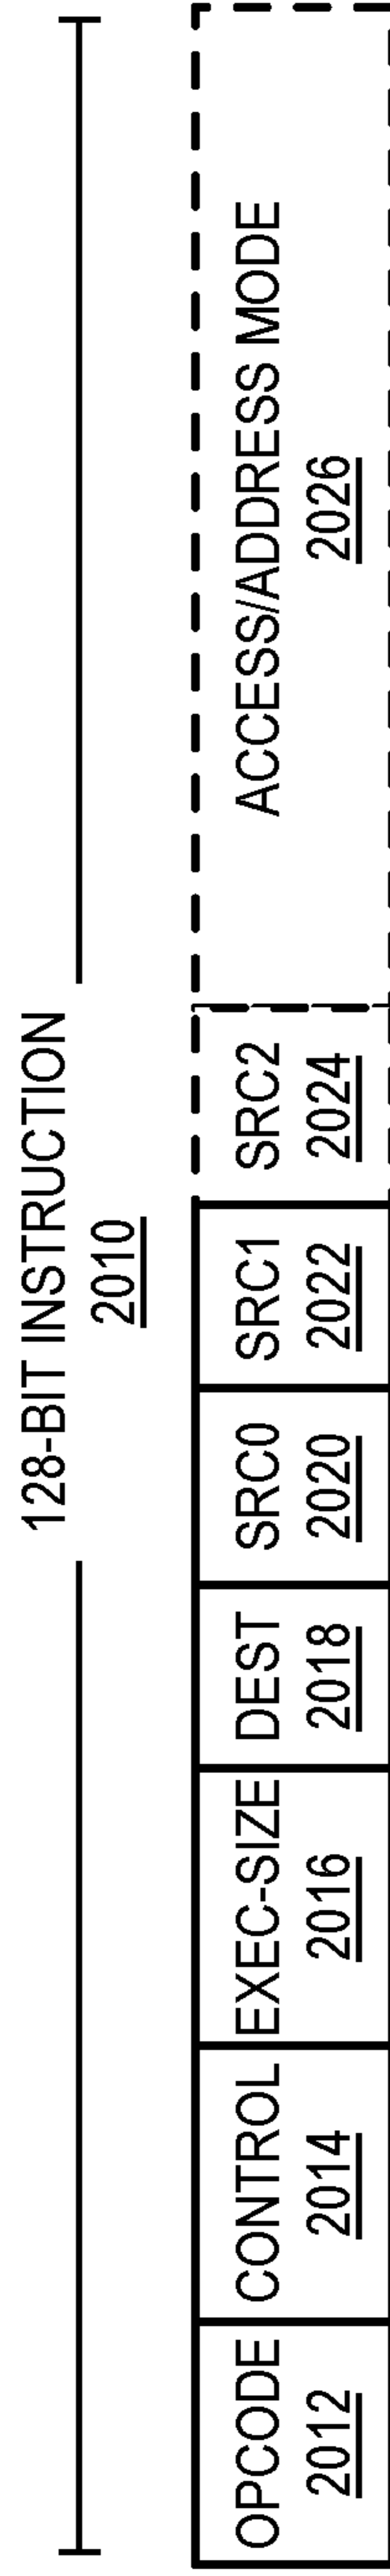 128-BIT INSTRUCTION
2010
OPCODE
2012
CONTROL
2014
EXEC-SIZE
2016
DEST
2018
SRC0
2020
SRC1
2022
SRC2
2024
ACCESS/ADDRESS MODE
2026